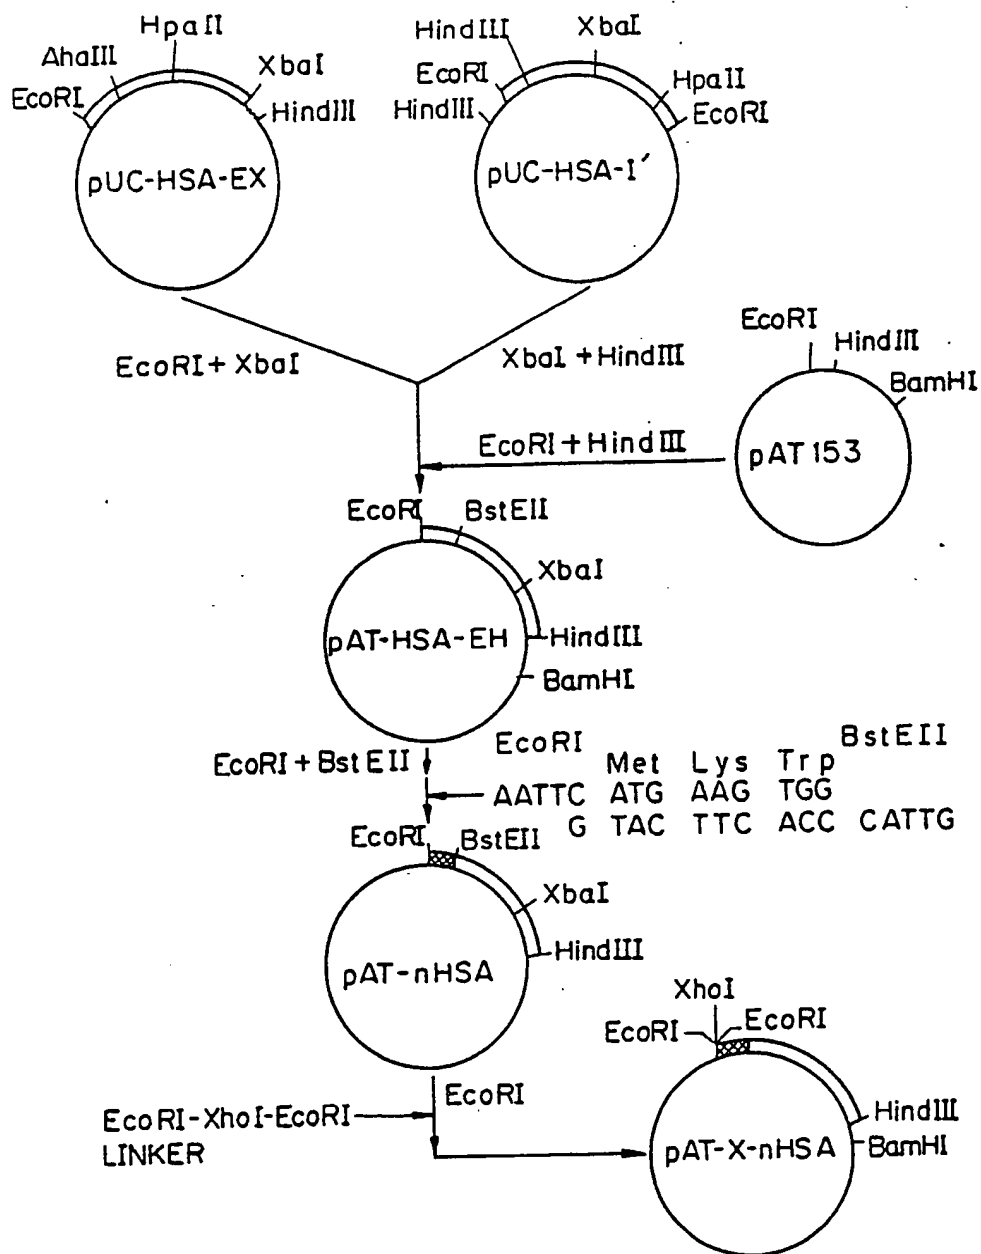 HpaII
AhaIII
XbaI
EcoRI
HindIII
pUC-HSA-EX
HindIII
XbaI
EcoRI
HpaII
HindIII
EcoRI
pUC-HSA-I′
EcoRI + XbaI
XbaI + HindIII
EcoRI
HindIII
BamHI
pAT 153
EcoRI + HindIII
EcoRI
BstEII
XbaI
HindIII
pAT-HSA-EH
BamHI
EcoRI + BstEII
EcoRI
BstEII
Met Lys Trp
AATTC ATG AAG TGG
G TAC TTC ACC CATTG
EcoRI
BstEII
XbaI
HindIII
pAT-nHSA
XhoI
EcoRI
EcoRI
EcoRI
EcoRI-XhoI-EcoRI
LINKER
HindIII
BamHI
pAT-X-nHSA